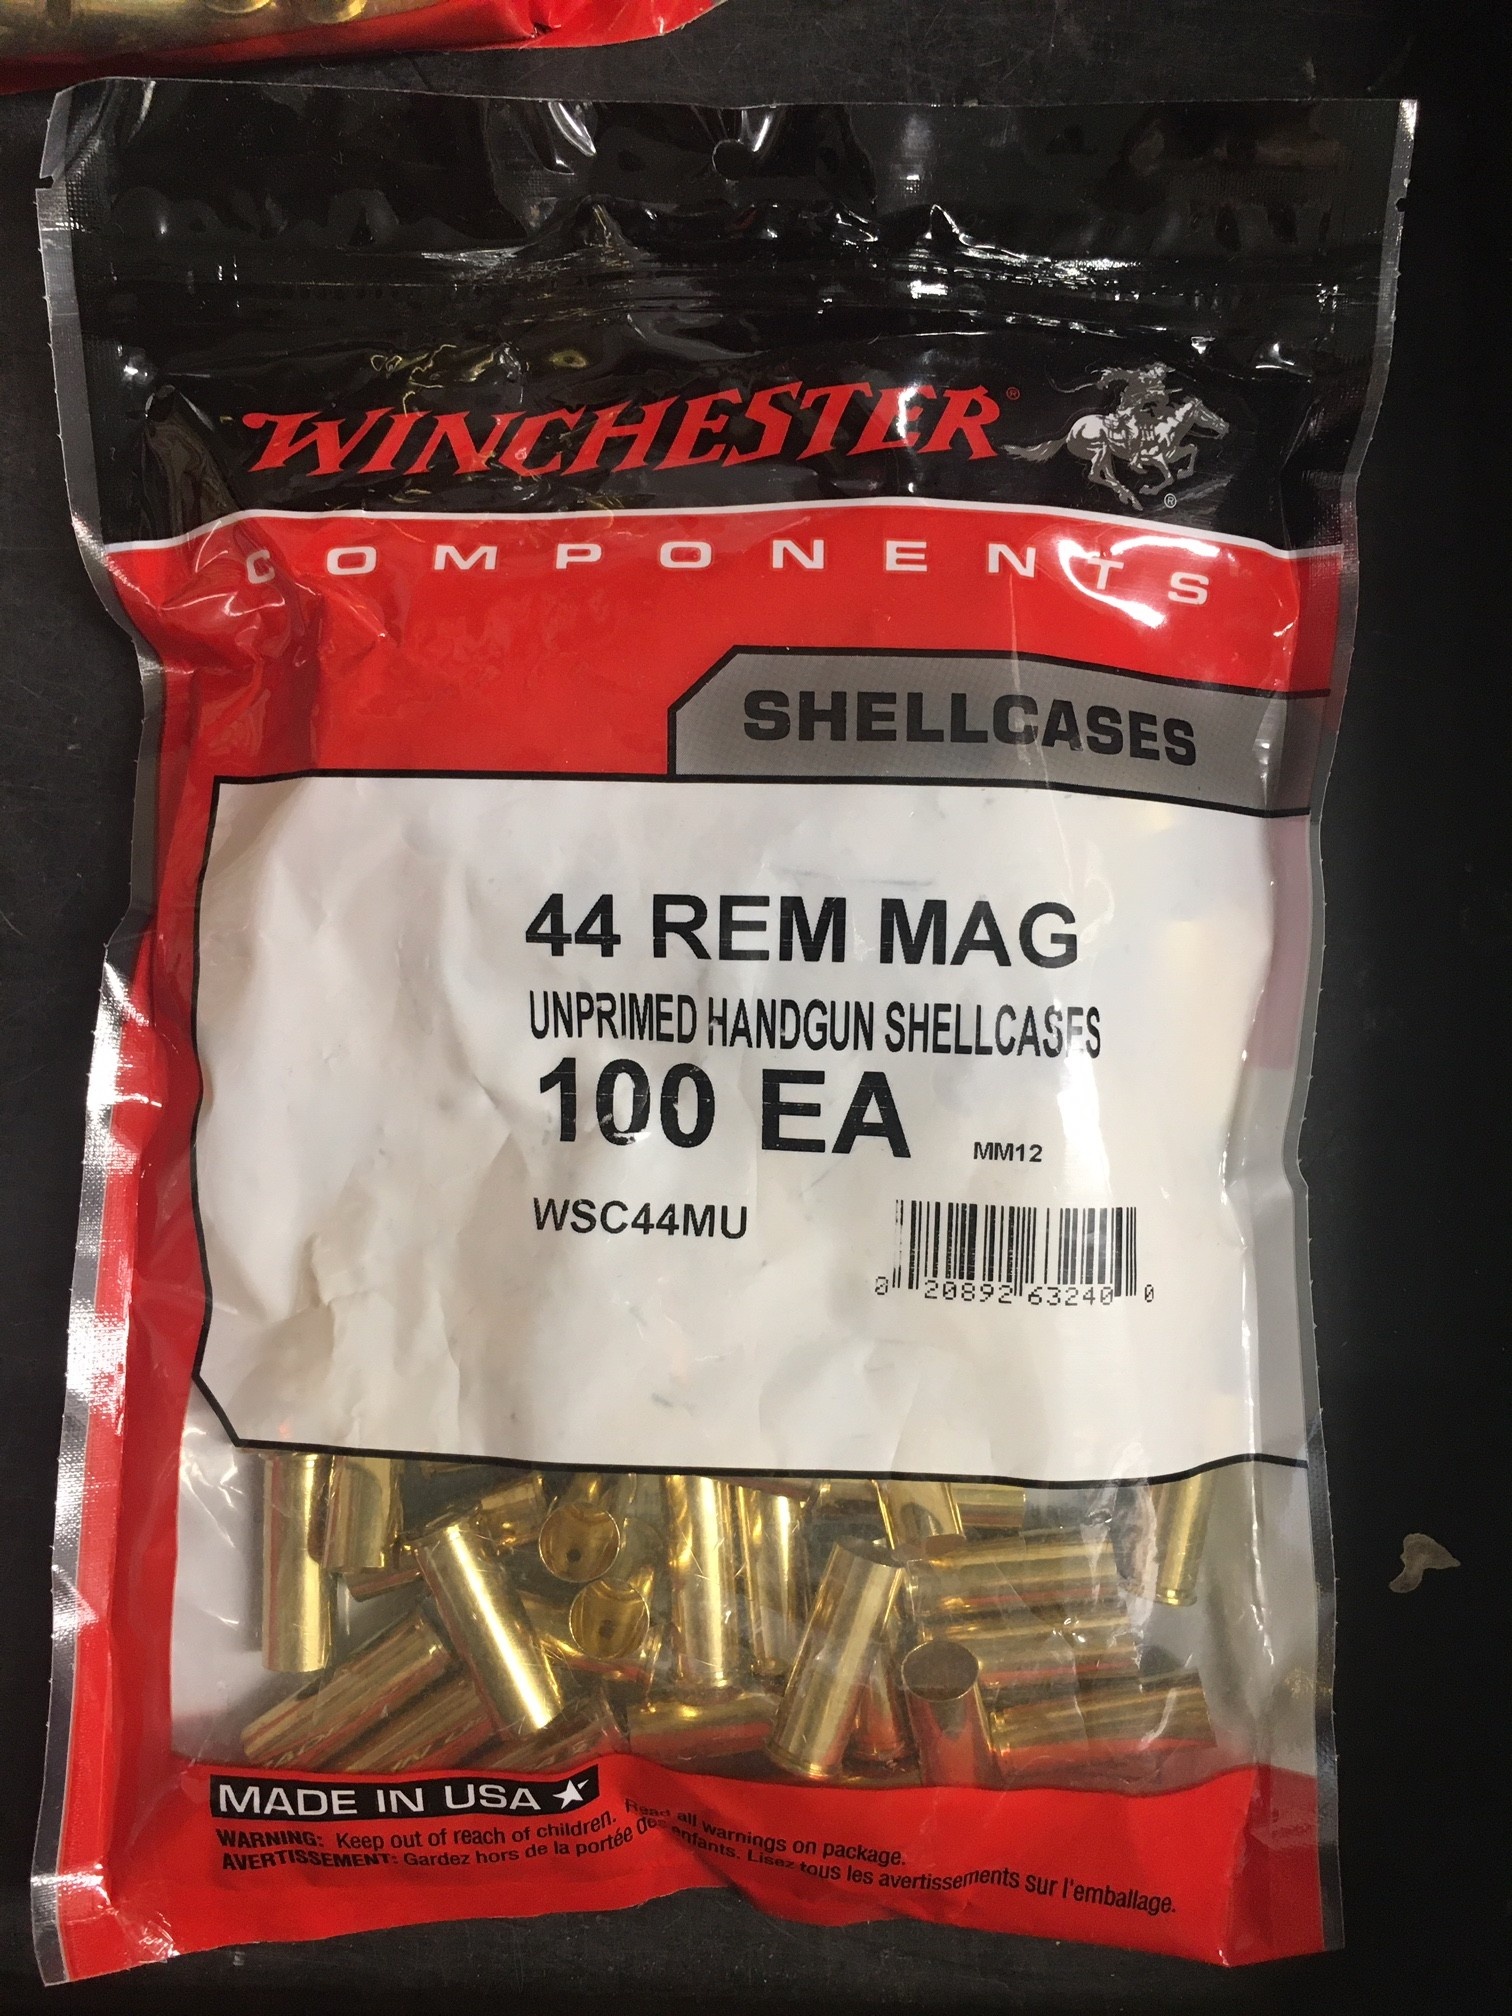 WINCHESTER®
®
COMPONENTS
SHELLCASES
44 REM MAG
UNPRIMED HANDGUN SHELLCASES
100 EA
MM12
WSC44MU
0 20892 63240 0
MADE IN USA
WARNING: Keep out of reach of children. Read all warnings on package.
AVERTISSEMENT: Gardez hors de la portée des enfants. Lisez tous les avertissements sur l'emballage.